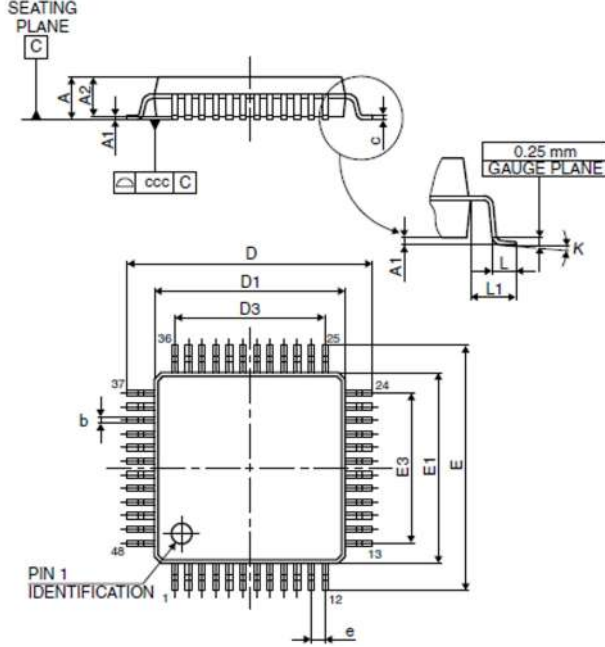 SEATING
PLANE
C
A
A2
A1
c
ccc C
0.25 mm
GAUGE PLANE
A1
K
L
L1
D
D1
D3
36
25
37
24
b
E3
E1
E
48
13
PIN 1
IDENTIFICATION
1
12
e